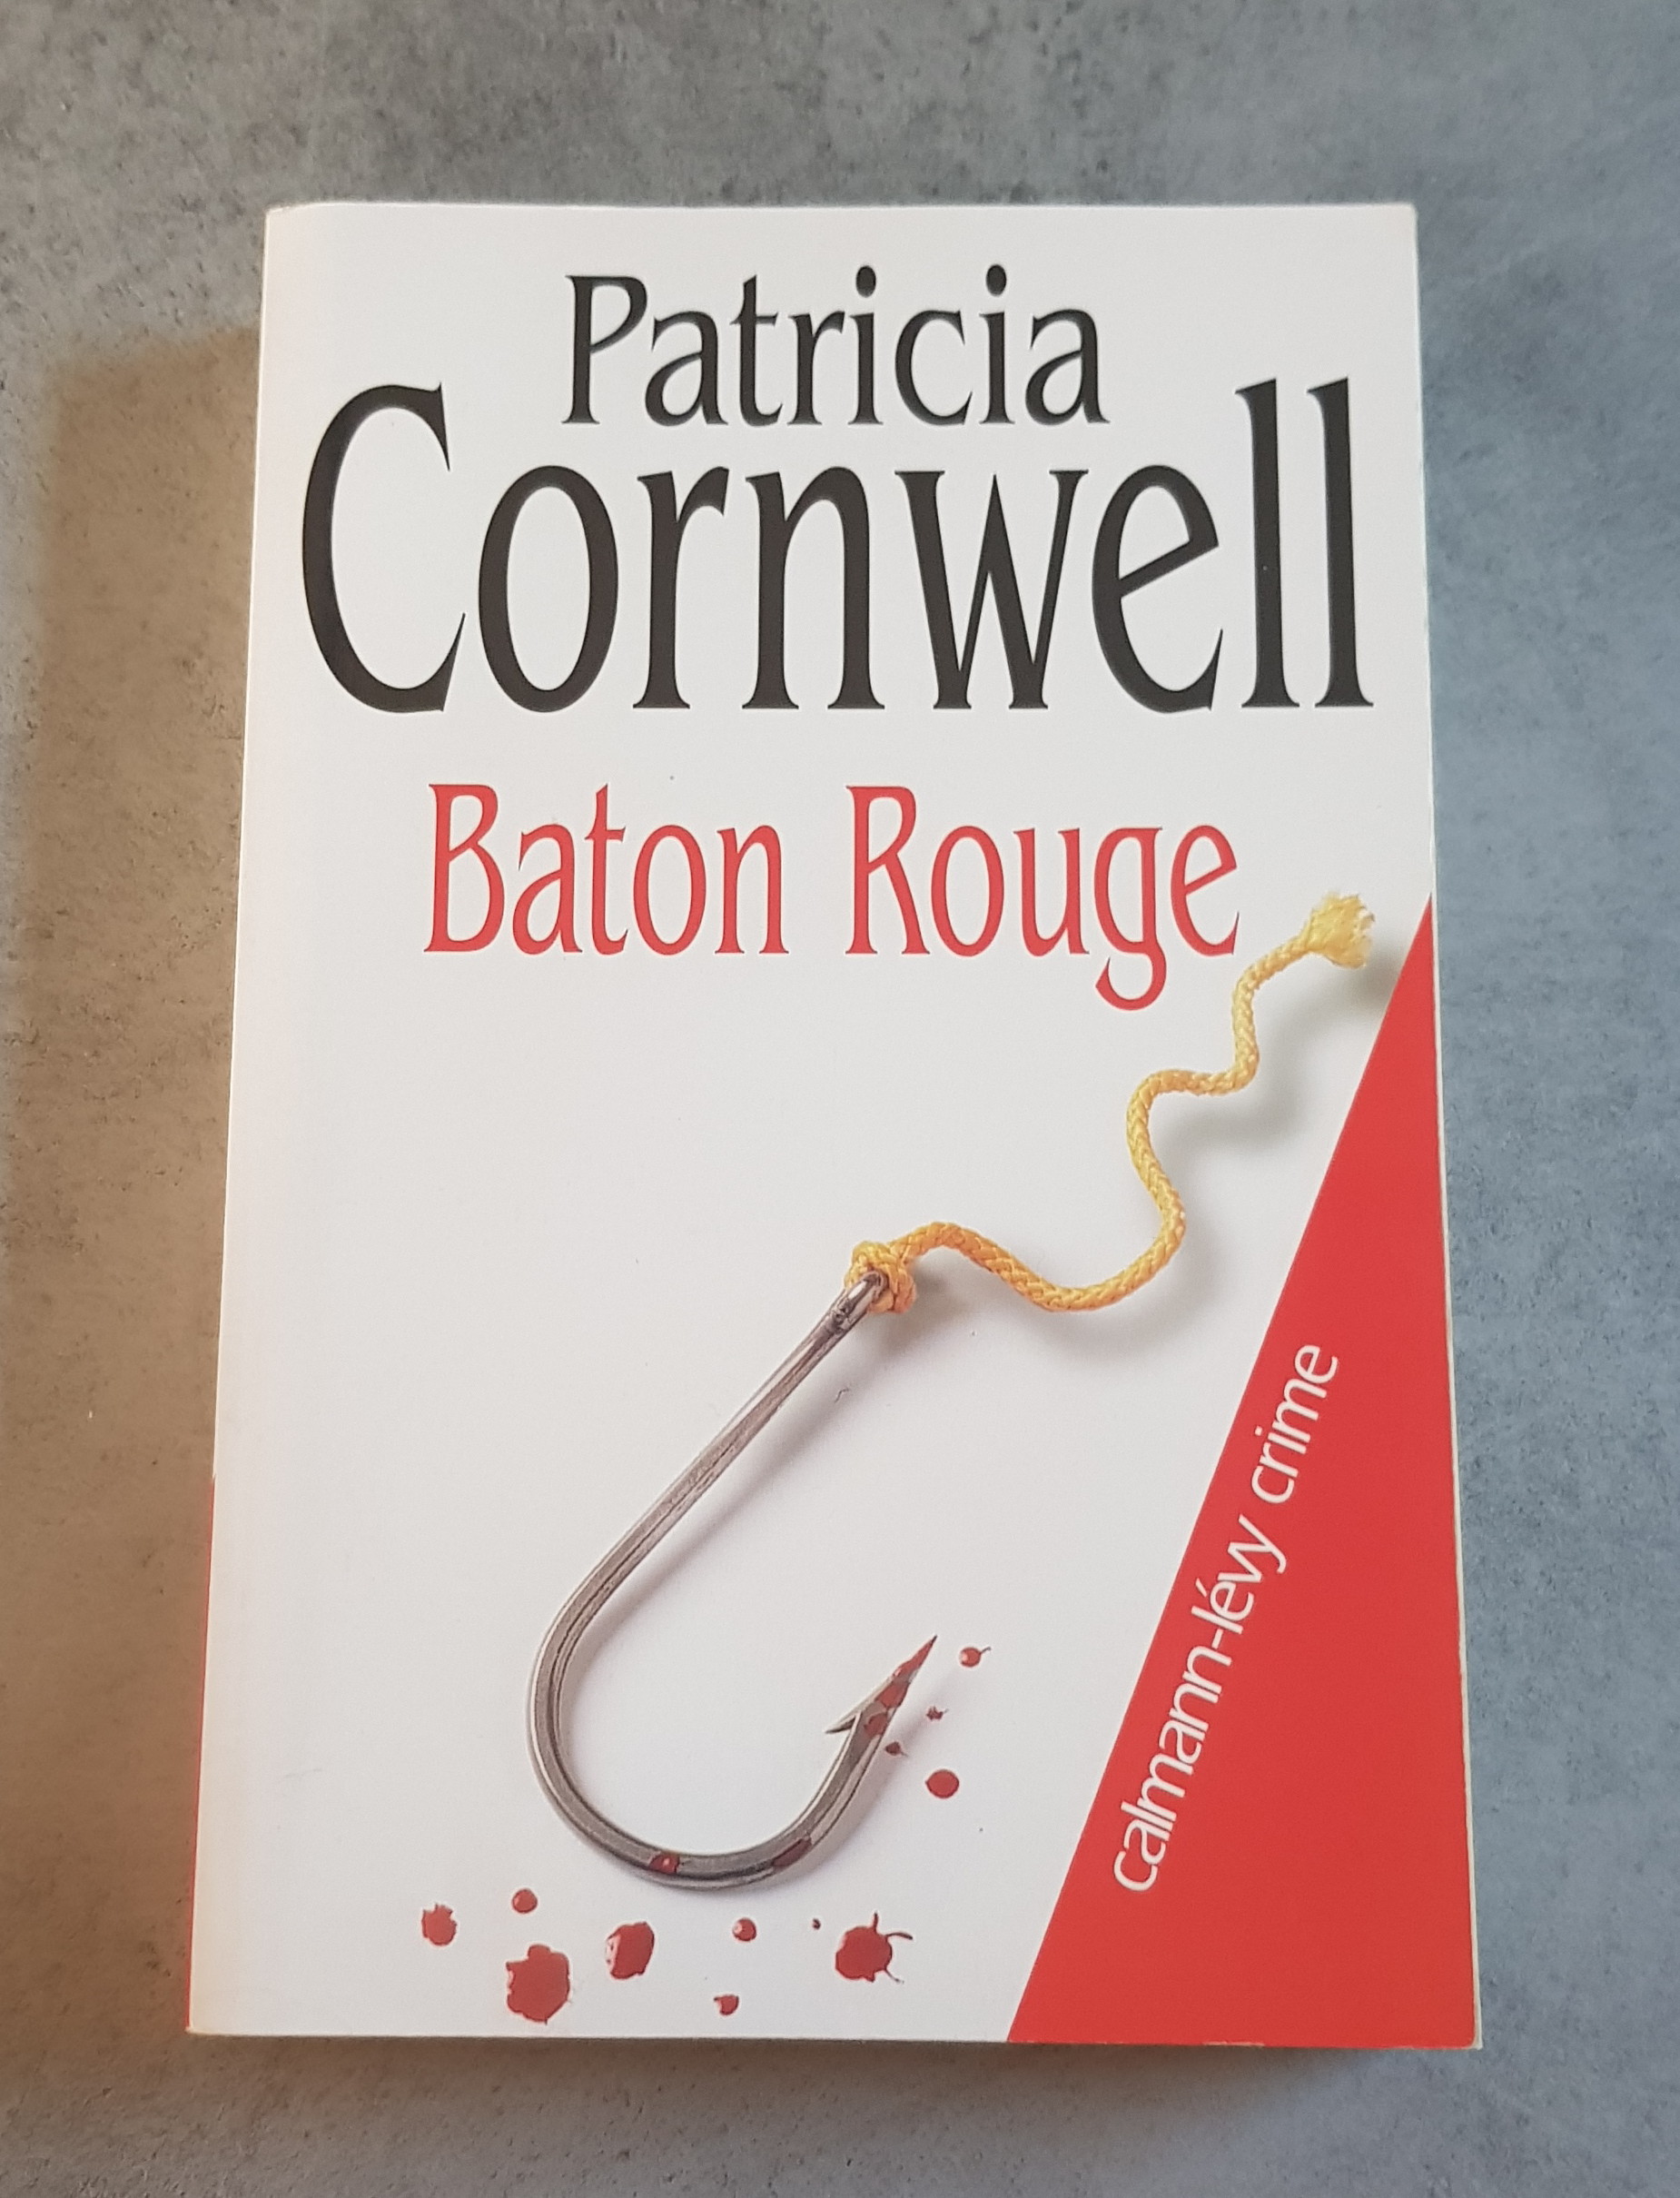 Patricia
Cornwell
Baton Rouge
calmann-lévy crime